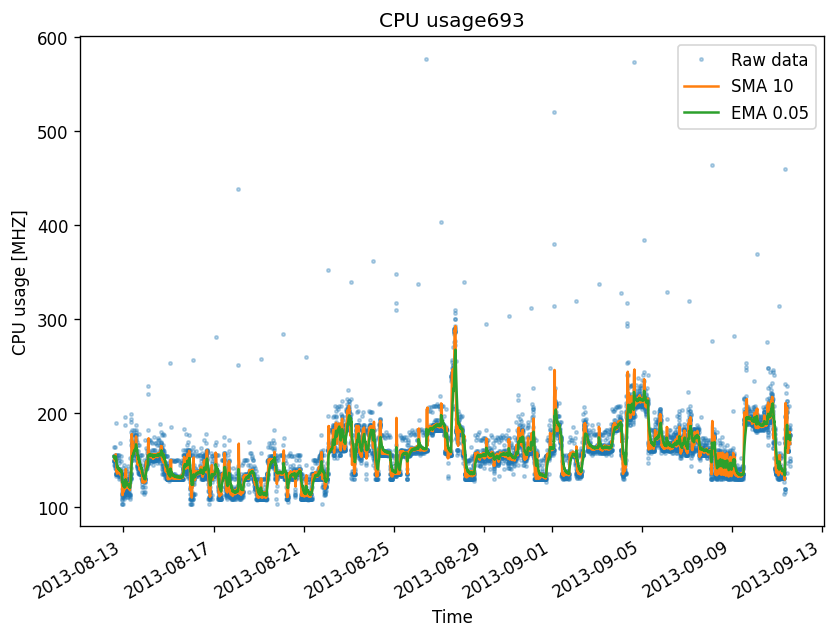 CPU usage693
600
500
400
300
200
100
CPU usage [MHZ]
Raw data
SMA 10
EMA 0.05
2013-08-13
2013-08-17
2013-08-21
2013-08-25
2013-08-29
2013-09-01
2013-09-05
2013-09-09
2013-09-13
Time